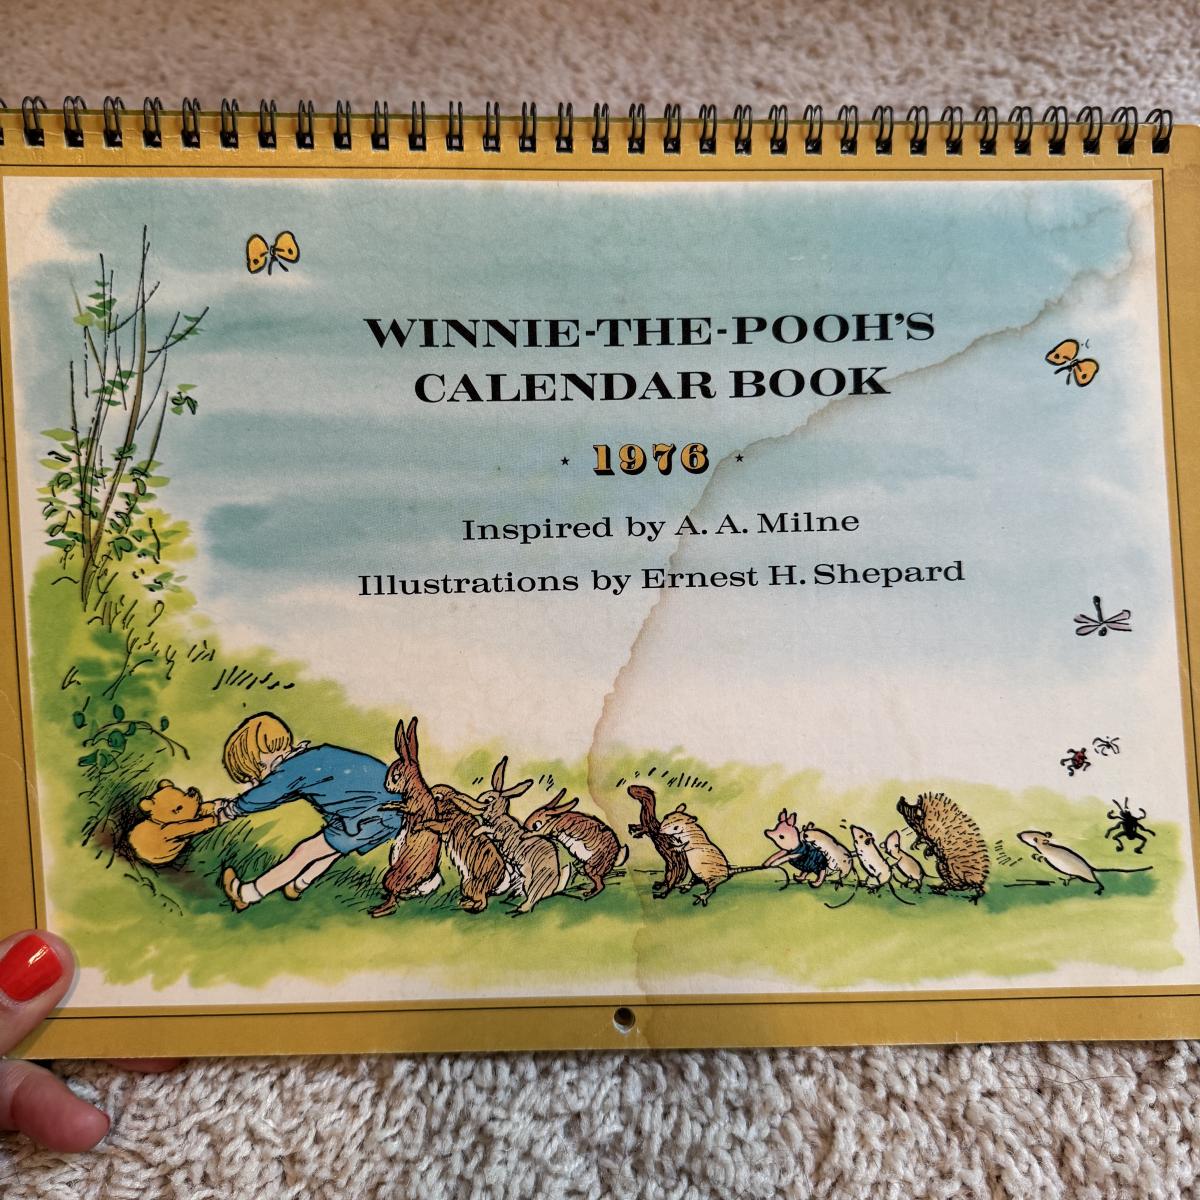 WINNIE-THE-POOH'S
CALENDAR BOOK
★ 1976 ★
Inspired by A. A. Milne
Illustrations by Ernest H. Shepard